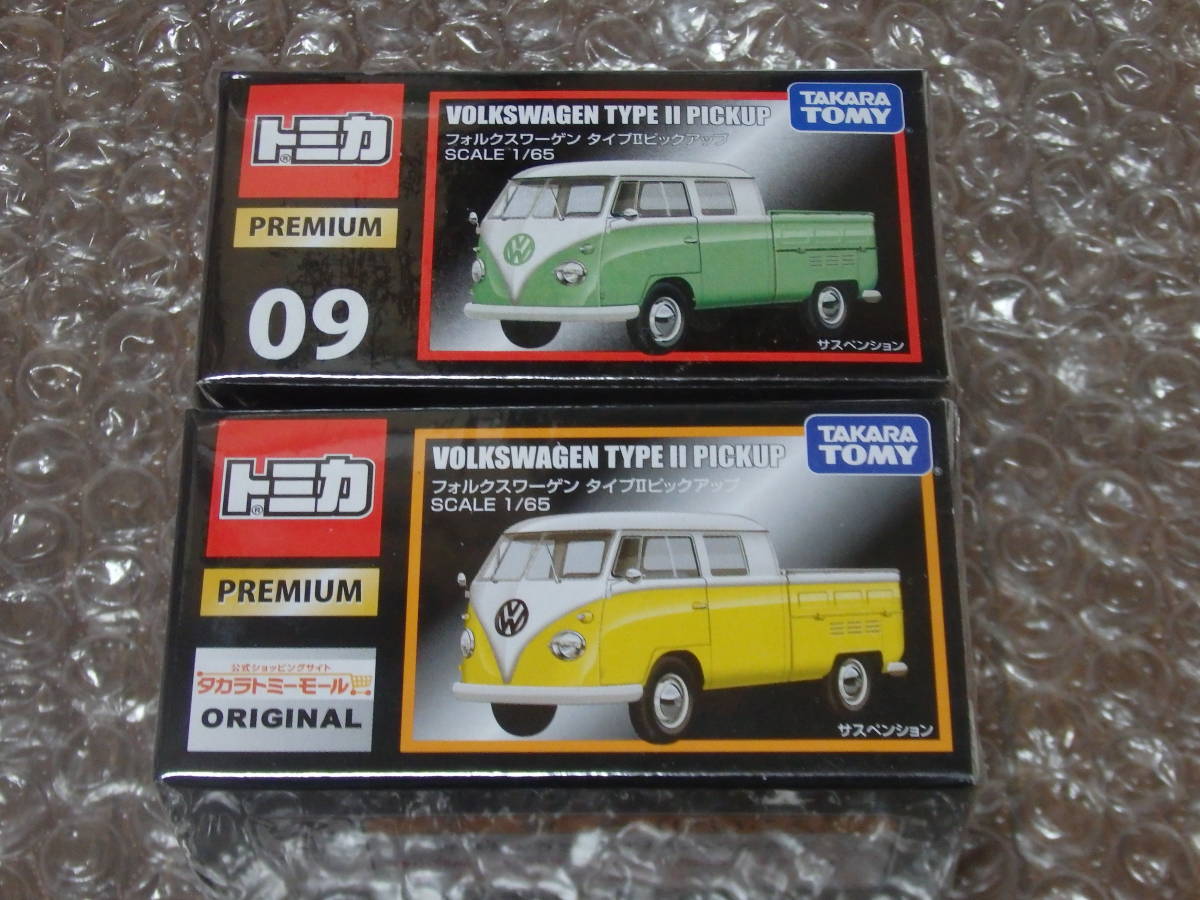 トミカ®
PREMIUM
09
VOLKSWAGEN TYPE II PICKUP
フォルクスワーゲン タイプⅡピックアップ
SCALE 1/65
TAKARA
TOMY
サスペンション
トミカ®
PREMIUM
公式ショッピングサイト
タカラトミーモール
ORIGINAL
VOLKSWAGEN TYPE II PICKUP
フォルクスワーゲン タイプⅡピックアップ
SCALE 1/65
TAKARA
TOMY
サスペンション